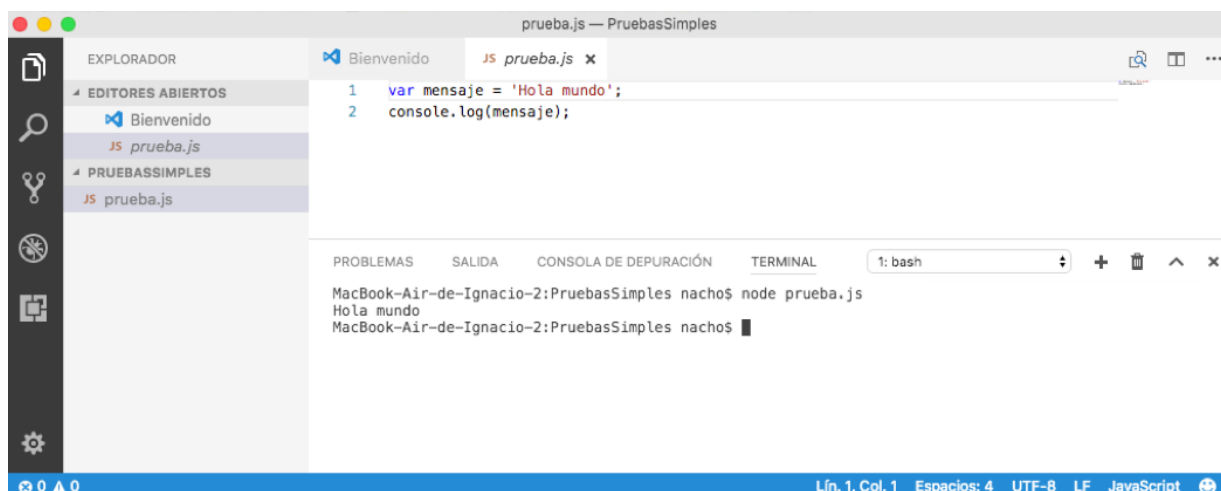 prueba.js — PruebasSimples
EXPLORADOR
EDITORES ABIERTOS
Bienvenido
JS prueba.js
PRUEBASSIMPLES
JS prueba.js
Bienvenido JS prueba.js
1 var mensaje = 'Hola mundo';
2 console.log(mensaje);
PROBLEMAS SALIDA CONSOLA DE DEPURACIÓN TERMINAL 1: bash
MacBook-Air-de-Ignacio-2:PruebasSimples nacho$ node prueba.js
Hola mundo
MacBook-Air-de-Ignacio-2:PruebasSimples nacho$
0 0 Lín. 1, Col. 1 Espacios: 4 UTF-8 LF JavaScript